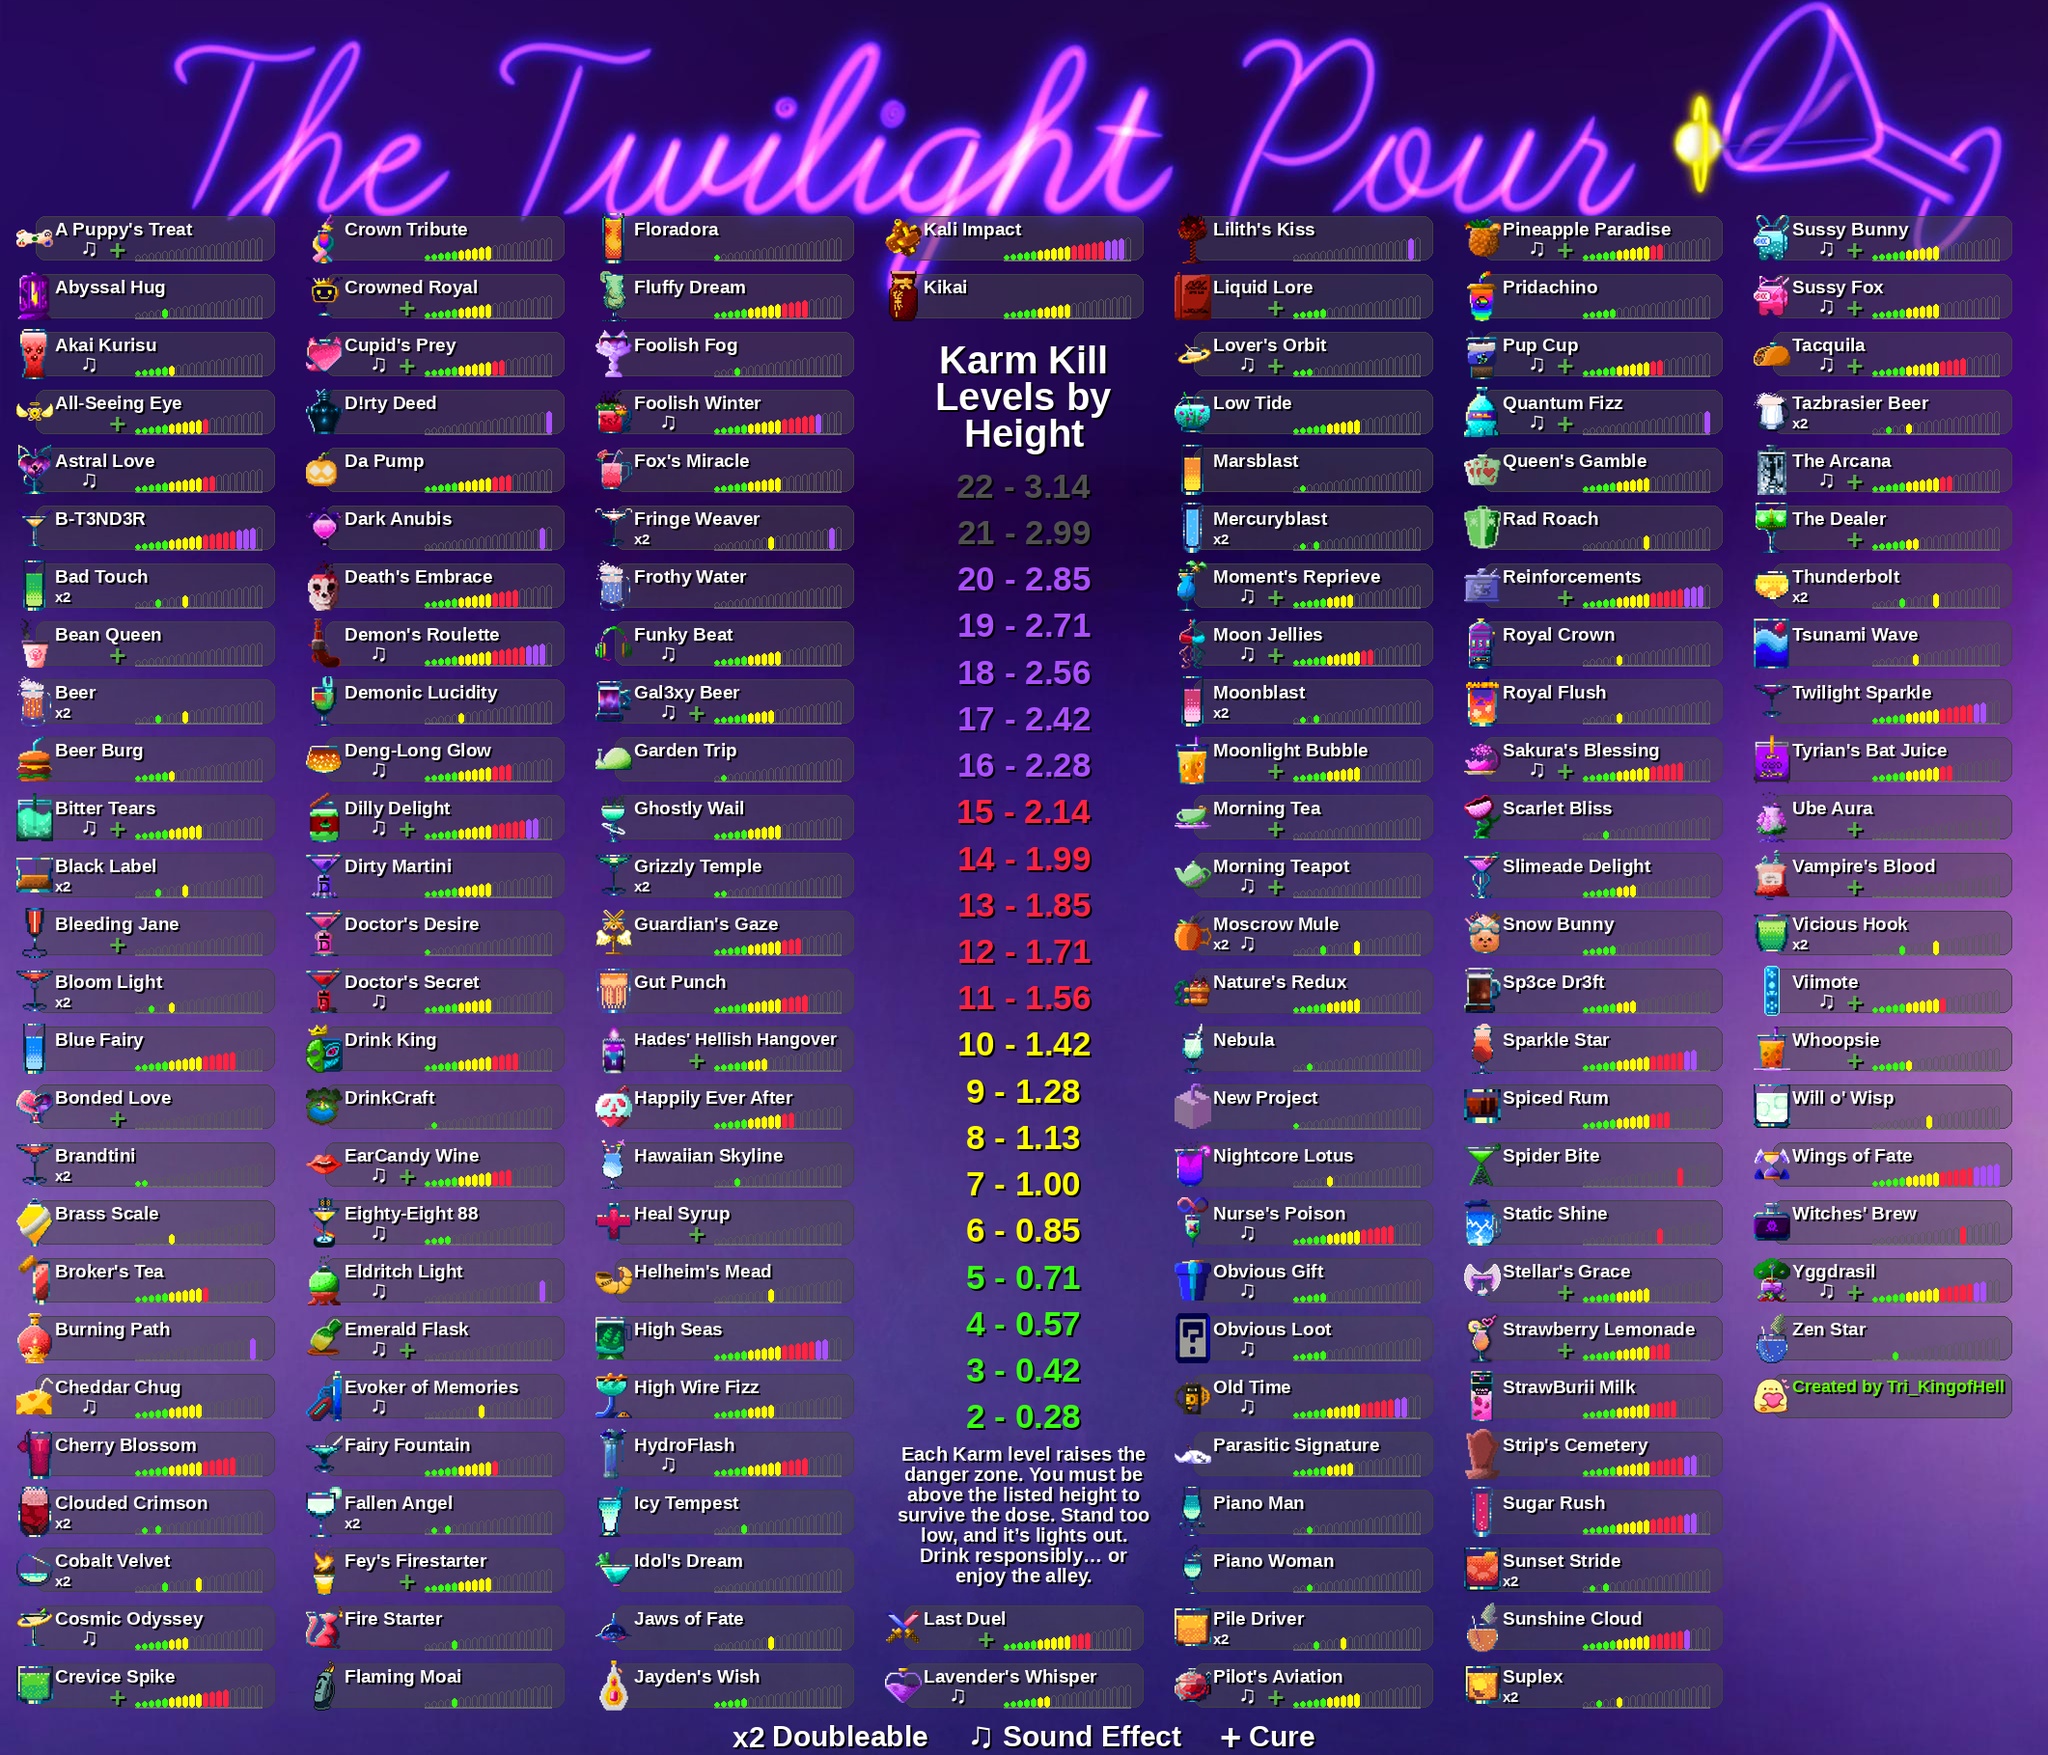 The Twilight Pour
A Puppy's Treat
♫ +
Abyssal Hug
Akai Kurisu
♫
All-Seeing Eye
+
Astral Love
♫
B-T3ND3R
Bad Touch
x2
Bean Queen
+
Beer
x2
Beer Burg
Bitter Tears
♫ +
Black Label
x2
Bleeding Jane
+
Bloom Light
x2
Blue Fairy
Bonded Love
+
Brandtini
x2
Brass Scale
Broker's Tea
Burning Path
Cheddar Chug
♫
Cherry Blossom
Clouded Crimson
x2
Cobalt Velvet
x2
Cosmic Odyssey
♫
Crevice Spike
+
Crown Tribute
Crowned Royal
+
Cupid's Prey
♫ +
D!rty Deed
Da Pump
Dark Anubis
Death's Embrace
Demon's Roulette
♫
Demonic Lucidity
Deng-Long Glow
♫
Dilly Delight
♫ +
Dirty Martini
Doctor's Desire
Doctor's Secret
♫
Drink King
DrinkCraft
EarCandy Wine
♫ +
Eighty-Eight 88
♫
Eldritch Light
♫
Emerald Flask
♫ +
Evoker of Memories
♫
Fairy Fountain
Fallen Angel
x2
Fey's Firestarter
+
Fire Starter
Flaming Moai
Floradora
Fluffy Dream
Foolish Fog
Foolish Winter
♫
Fox's Miracle
Fringe Weaver
x2
Frothy Water
Funky Beat
♫
Gal3xy Beer
♫ +
Garden Trip
Ghostly Wail
Grizzly Temple
x2
Guardian's Gaze
Gut Punch
Hades' Hellish Hangover
+
Happily Ever After
Hawaiian Skyline
Heal Syrup
+
Helheim's Mead
High Seas
High Wire Fizz
HydroFlash
♫
Icy Tempest
Idol's Dream
Jaws of Fate
Jayden's Wish
Kali Impact
Kikai
Karm Kill
Levels by
Height
22 - 3.14
21 - 2.99
20 - 2.85
19 - 2.71
18 - 2.56
17 - 2.42
16 - 2.28
15 - 2.14
14 - 1.99
13 - 1.85
12 - 1.71
11 - 1.56
10 - 1.42
9 - 1.28
8 - 1.13
7 - 1.00
6 - 0.85
5 - 0.71
4 - 0.57
3 - 0.42
2 - 0.28
Each Karm level raises the
danger zone. You must be
above the listed height to
survive the dose. Stand too
low, and it's lights out.
Drink responsibly... or
enjoy the alley.
Last Duel
+
Lavender's Whisper
♫
Lilith's Kiss
Liquid Lore
+
Lover's Orbit
♫ +
Low Tide
Marsblast
Mercuryblast
x2
Moment's Reprieve
♫ +
Moon Jellies
♫ +
Moonblast
x2
Moonlight Bubble
+
Morning Tea
+
Morning Teapot
♫ +
Moscrow Mule
x2 ♫
Nature's Redux
Nebula
New Project
Nightcore Lotus
Nurse's Poison
♫
Obvious Gift
♫
Obvious Loot
♫
Old Time
♫
Parasitic Signature
Piano Man
Piano Woman
Pile Driver
x2
Pilot's Aviation
♫ +
Pineapple Paradise
♫ +
Pridachino
Pup Cup
♫ +
Quantum Fizz
♫ +
Queen's Gamble
Rad Roach
Reinforcements
+
Royal Crown
Royal Flush
Sakura's Blessing
♫ +
Scarlet Bliss
Slimeade Delight
Snow Bunny
Sp3ce Dr3ft
Sparkle Star
Spiced Rum
Spider Bite
Static Shine
Stellar's Grace
+
Strawberry Lemonade
+
StrawBurii Milk
Strip's Cemetery
Sugar Rush
Sunset Stride
x2
Sunshine Cloud
Suplex
x2
Sussy Bunny
♫ +
Sussy Fox
♫ +
Tacquila
♫ +
Tazbrasier Beer
x2
The Arcana
♫ +
The Dealer
+
Thunderbolt
x2
Tsunami Wave
Twilight Sparkle
Tyrian's Bat Juice
Ube Aura
+
Vampire's Blood
+
Vicious Hook
x2
Viimote
♫ +
Whoopsie
+
Will o' Wisp
Wings of Fate
Witches' Brew
Yggdrasil
♫ +
Zen Star
Created by Tri_KingofHell
x2 Doubleable ♫ Sound Effect + Cure